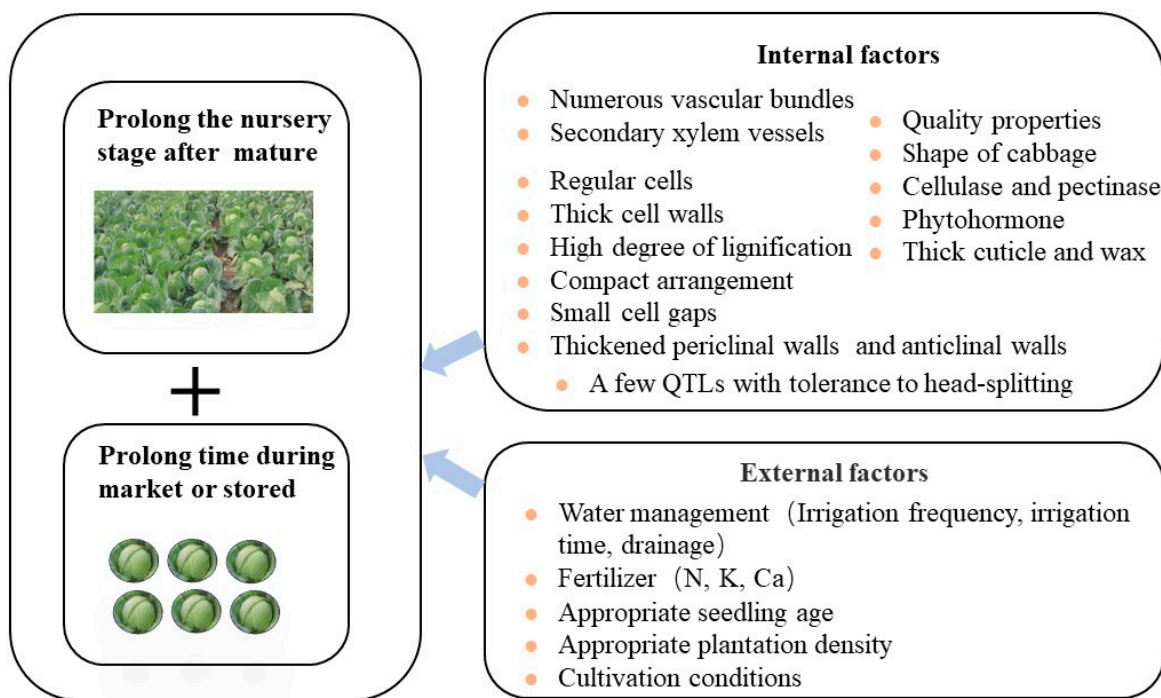 Prolong the nursery
stage after mature
Prolong time during
market or stored
Internal factors
Numerous vascular bundles
Secondary xylem vessels
Regular cells
Thick cell walls
High degree of lignification
Compact arrangement
Small cell gaps
Thickened periclinal walls and anticlinal walls
A few QTLs with tolerance to head-splitting
Quality properties
Shape of cabbage
Cellulase and pectinase
Phytohormone
Thick cuticle and wax
External factors
Water management（Irrigation frequency, irrigation
time, drainage）
Fertilizer（N, K, Ca）
Appropriate seedling age
Appropriate plantation density
Cultivation conditions